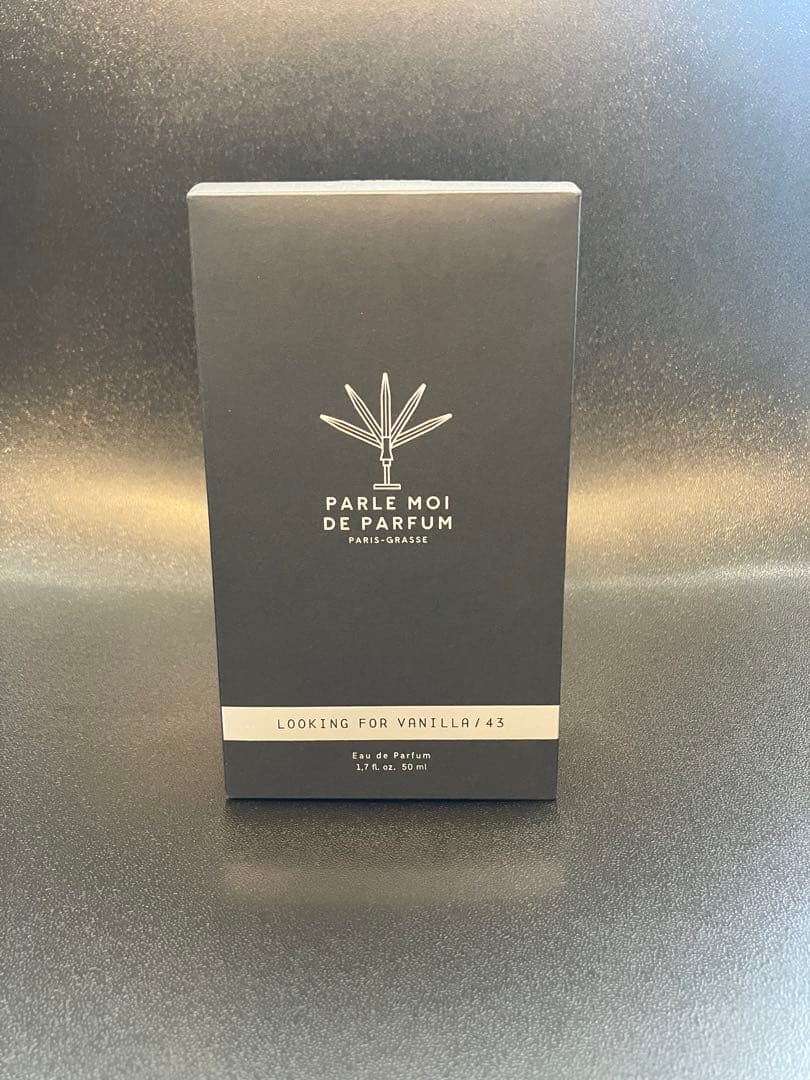 PARLE MOI
DE PARFUM
PARIS-GRASSE
LOOKING FOR VANILLA / 43
Eau de Parfum
1,7 fl. oz. 50 ml